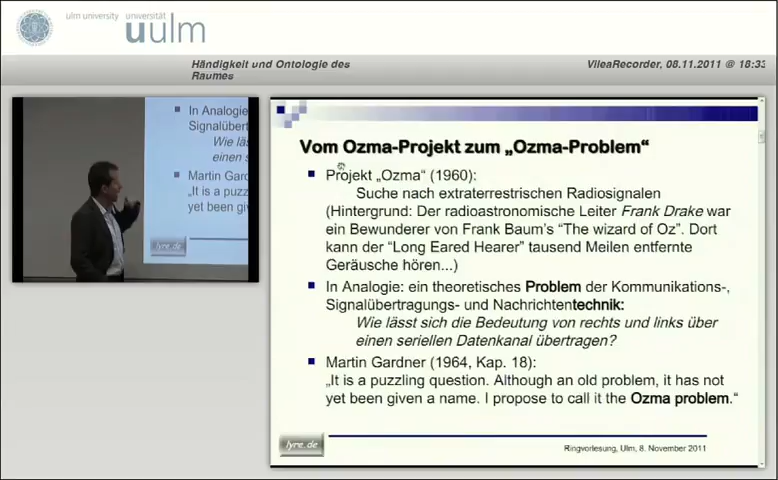 ulm university universität
uulm
Händigkeit und Ontologie des
Raumes
VileaRecorder, 08.11.2011 @ 18:33
In Analogie
Signalübert
Wie läs
einen s
Martin Gard
„It is a puzz
yet been giv
lyre.de
Vom Ozma-Projekt zum „Ozma-Problem“
Projekt „Ozma“ (1960):
Suche nach extraterrestrischen Radiosignalen
(Hintergrund: Der radioastronomische Leiter Frank Drake war
ein Bewunderer von Frank Baum's “The wizard of Oz”. Dort
kann der “Long Eared Hearer” tausend Meilen entfernte
Geräusche hören...)
In Analogie: ein theoretisches Problem der Kommunikations-,
Signalübertragungs- und Nachrichtentechnik:
Wie lässt sich die Bedeutung von rechts und links über
einen seriellen Datenkanal übertragen?
Martin Gardner (1964, Kap. 18):
„It is a puzzling question. Although an old problem, it has not
yet been given a name. I propose to call it the Ozma problem.“
lyre.de
Ringvorlesung, Ulm, 8. November 2011